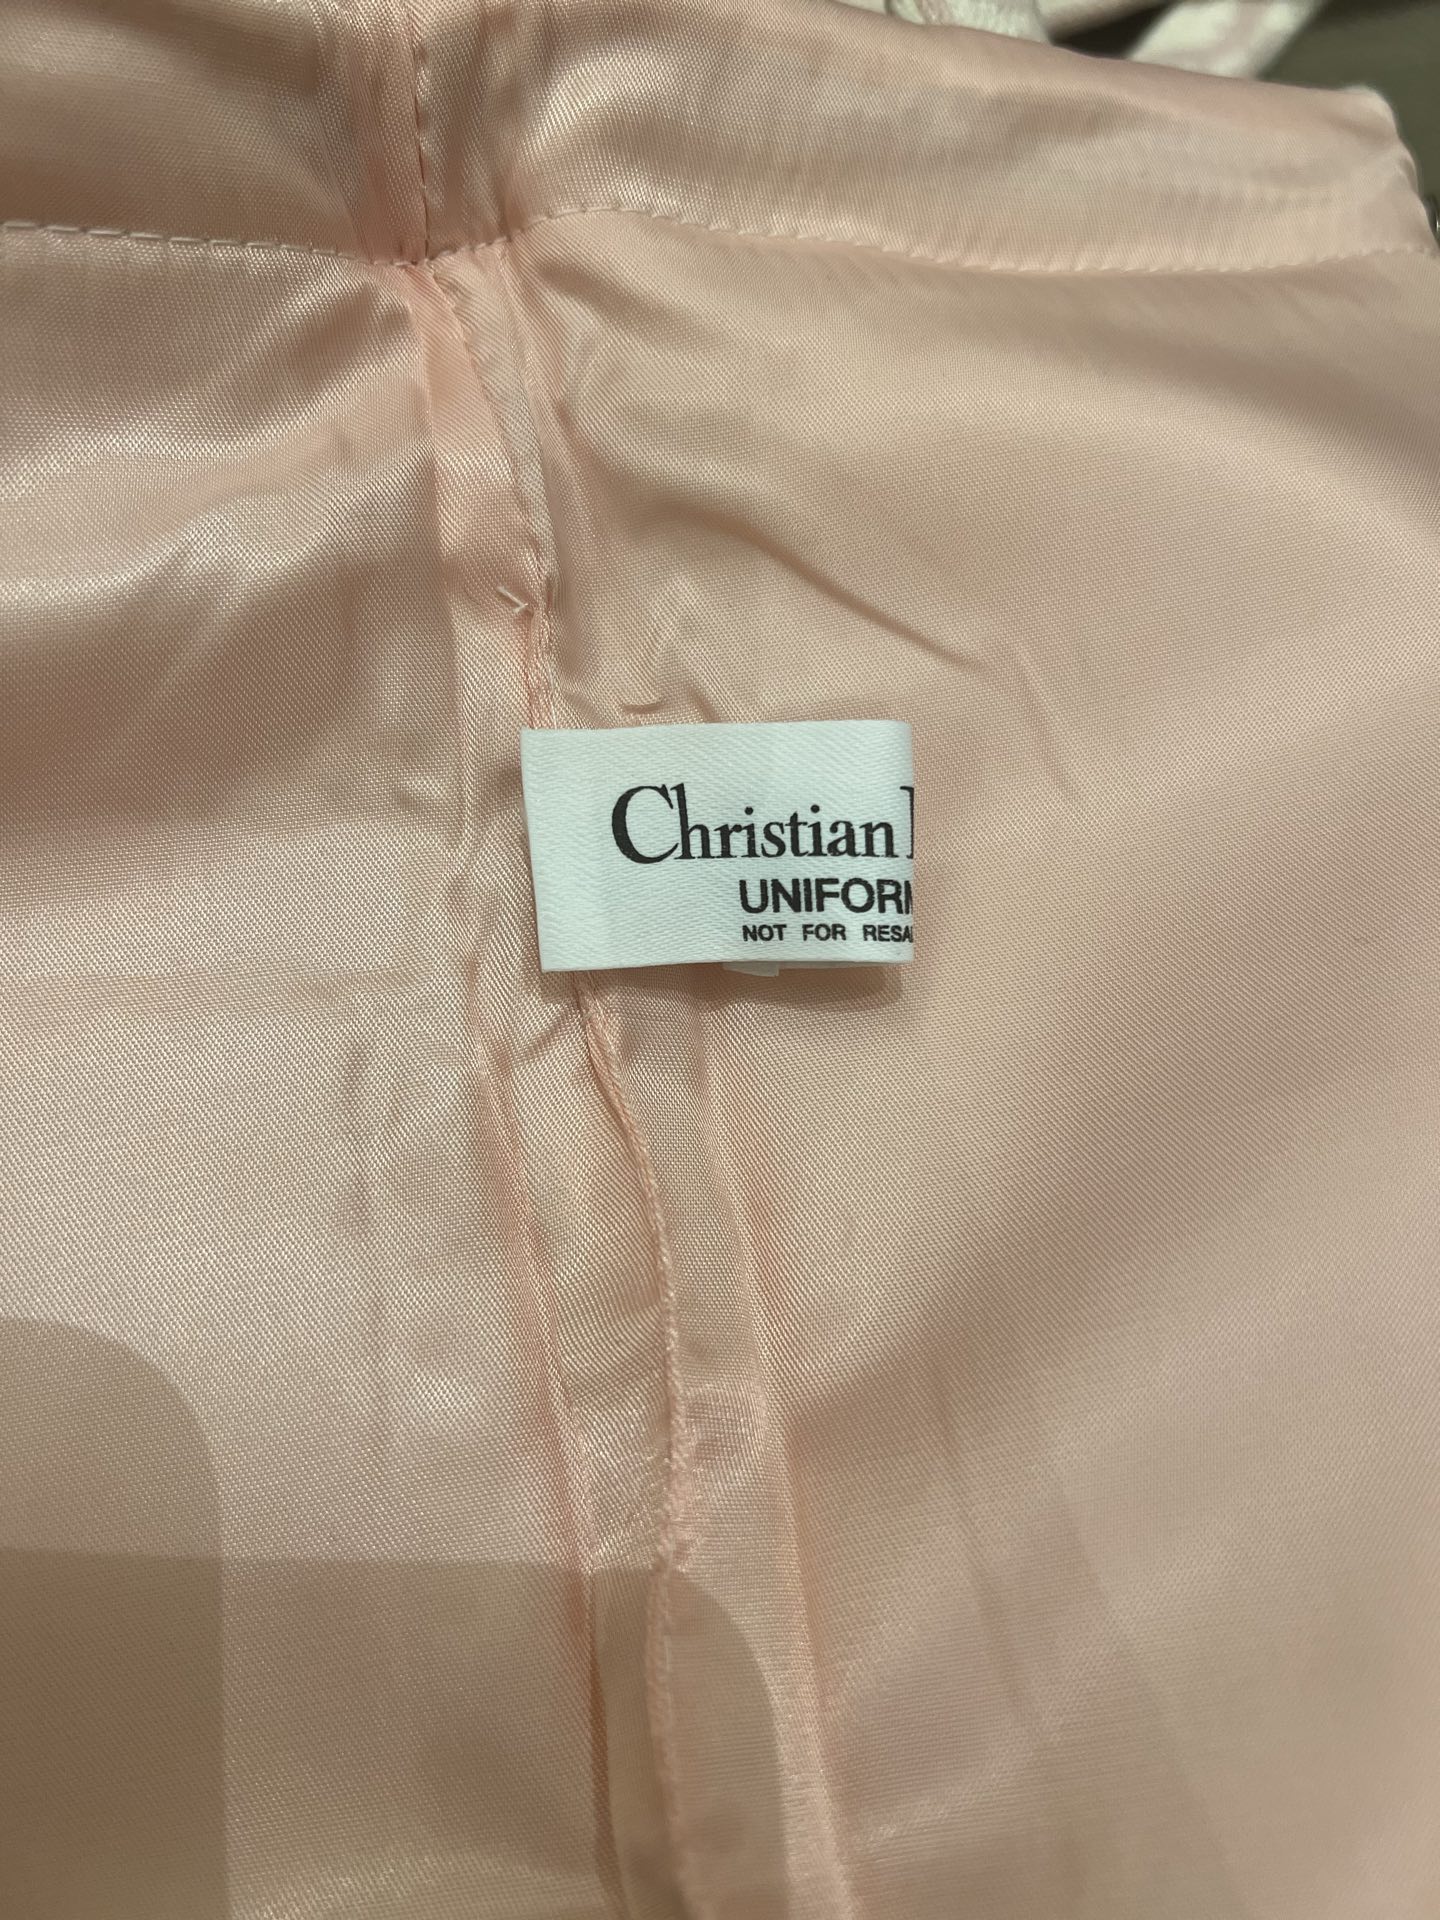 Christian
UNIFORM
NOT FOR RESA